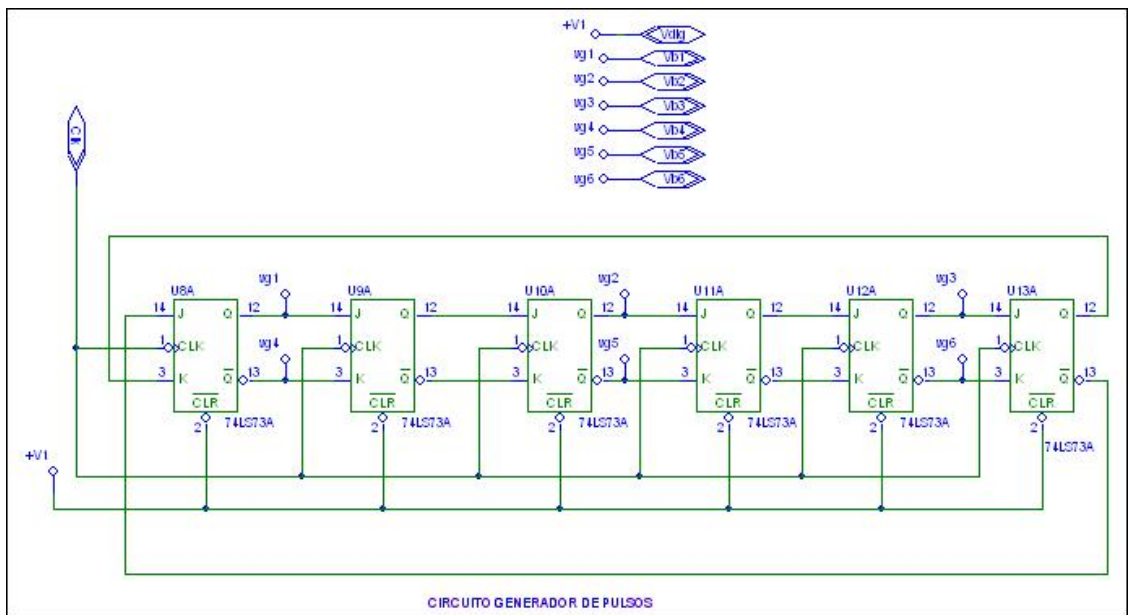 +V1 Vdig
vg1 Vb1
vg2 Vb2
vg3 Vb3
vg4 Vb4
vg5 Vb5
vg6 Vb6
Clk
U8A vg1 U9A U10A vg2 U11A U12A vg3 U13A
14 J Q 12 14 J Q 12 14 J Q 12 14 J Q 12 14 J Q 12 14 J Q 12
1 CLK 1 CLK 1 CLK 1 CLK 1 CLK 1 CLK
vg4 vg5 vg6
3 K Q 13 3 K Q 13 3 K Q 13 3 K Q 13 3 K Q 13 3 K Q 13
CLR CLR CLR CLR CLR CLR
2 74LS73A 2 74LS73A 2 74LS73A 2 74LS73A 2 74LS73A 2
74LS73A
+V1
CIRCUITO GENERADOR DE PULSOS